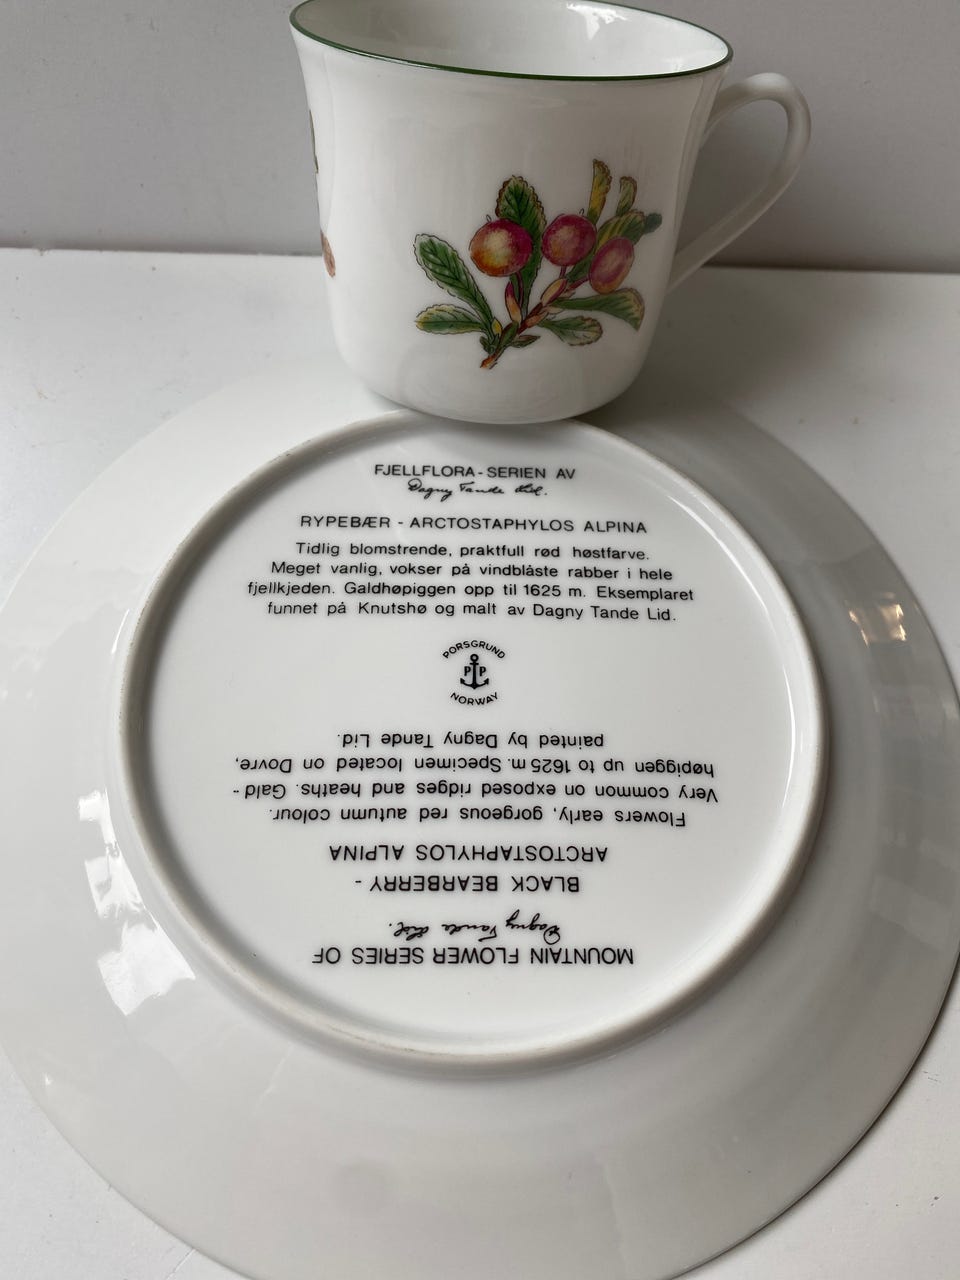 FJELLFLORA - SERIEN AV
Dagny Tande Lid.
RYPEBÆR - ARCTOSTAPHYLOS ALPINA
Tidlig blomstrende, praktfull rød høstfarve.
Meget vanlig, vokser på vindblåste rabber i hele
fjellkjeden. Galdhøpiggen opp til 1625 m. Eksemplaret
funnet på Knutshø og malt av Dagny Tande Lid.
PORSGRUND
P P
NORWAY
MOUNTAIN FLOWER SERIES OF
Dagny Tande Lid.
BLACK BEARBERRY -
ARCTOSTAPHYLOS ALPINA
Flowers early, gorgeous red autumn colour.
Very common on exposed ridges and heaths. Gald -
høpiggen up to 1625 m. Specimen located on Dovre,
painted by Dagny Tande Lid.